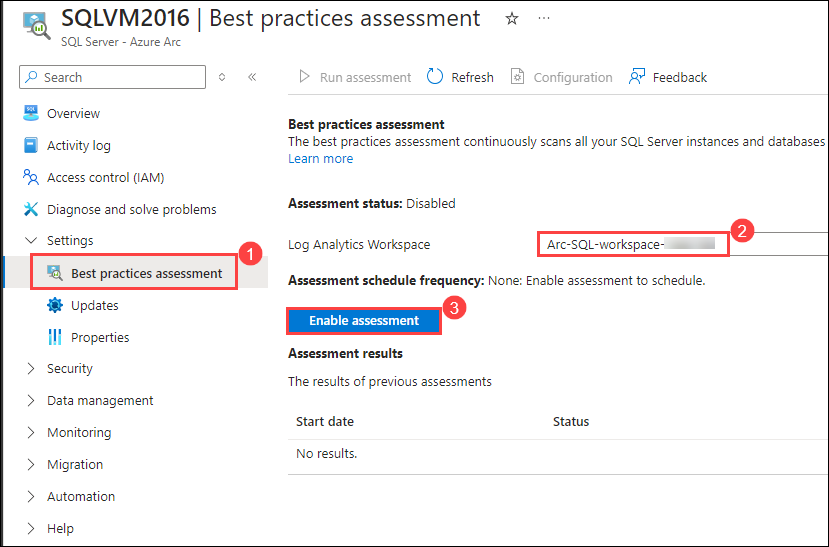 SQLVM2016 | Best practices assessment
SQL Server - Azure Arc
Search
Run assessment
Refresh
Configuration
Feedback
Overview
Activity log
Access control (IAM)
Diagnose and solve problems
Settings
1
Best practices assessment
Updates
Properties
Security
Data management
Monitoring
Migration
Automation
Help
Best practices assessment
The best practices assessment continuously scans all your SQL Server instances and databases
Learn more
Assessment status: Disabled
Log Analytics Workspace
Arc-SQL-workspace-
2
Assessment schedule frequency: None: Enable assessment to schedule.
Enable assessment
3
Assessment results
The results of previous assessments
Start date Status
No results.